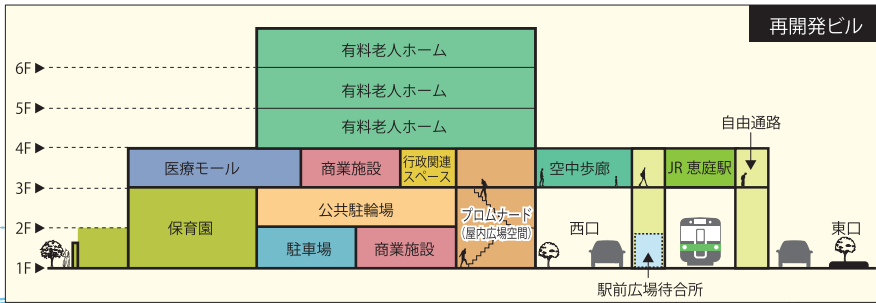 再開発ビル
有料老人ホーム
6F▶
有料老人ホーム
5F▶
有料老人ホーム
4F▶
自由通路
医療モール
商業施設
行政関連
スペース
空中歩廊
JR恵庭駅
3F▶
保育園
公共駐輪場
プロムナード
(屋内広場空間)
西口
東口
2F▶
駐車場
商業施設
1F▶
駅前広場待合所